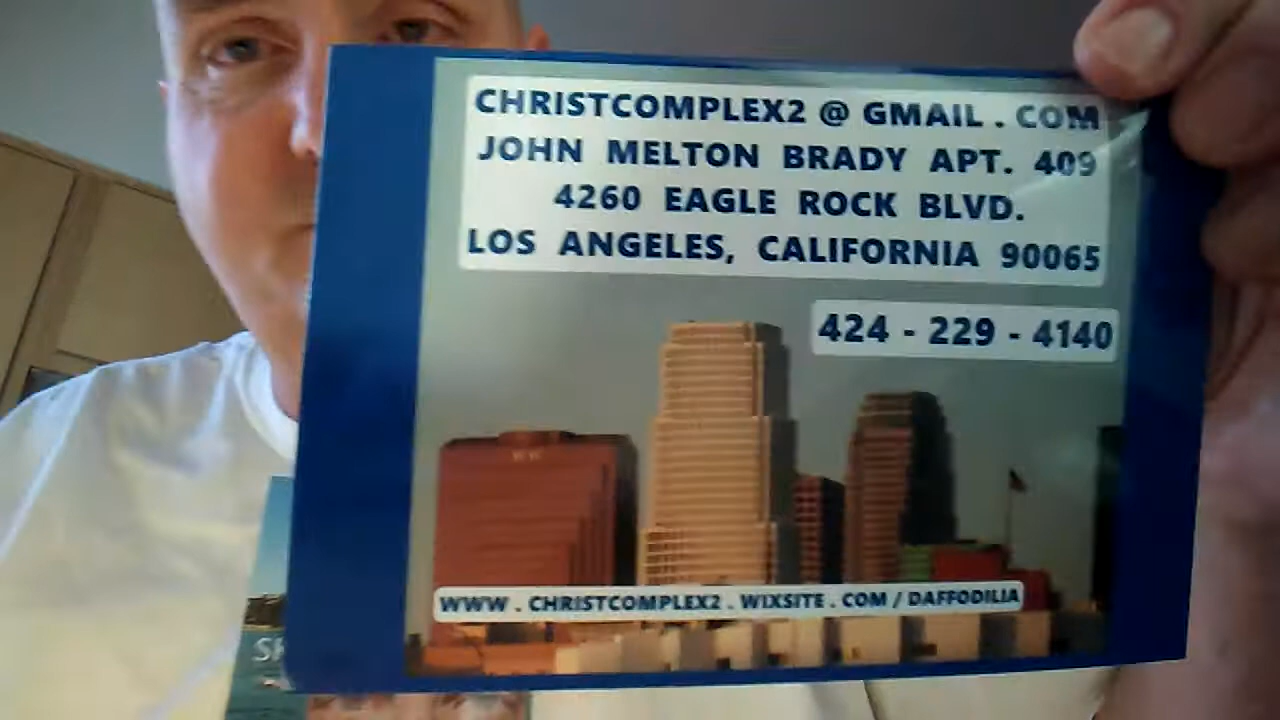 CHRISTCOMPLEX2 @ GMAIL . COM
JOHN MELTON BRADY APT. 409
4260 EAGLE ROCK BLVD.
LOS ANGELES, CALIFORNIA 90065
424 - 229 - 4140
WWW . CHRISTCOMPLEX2 . WIXSITE . COM / DAFFODILIA